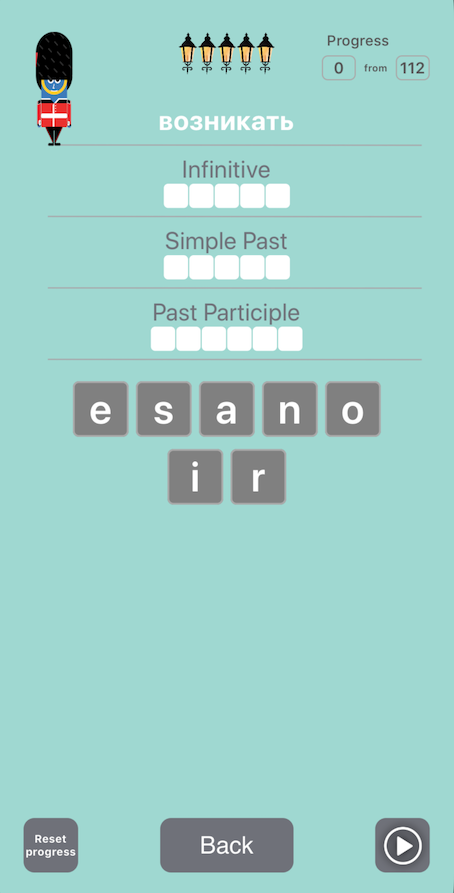 Progress
0 from 112
возникать
Infinitive
Simple Past
Past Participle
e s a n o
i r
Reset
progress
Back